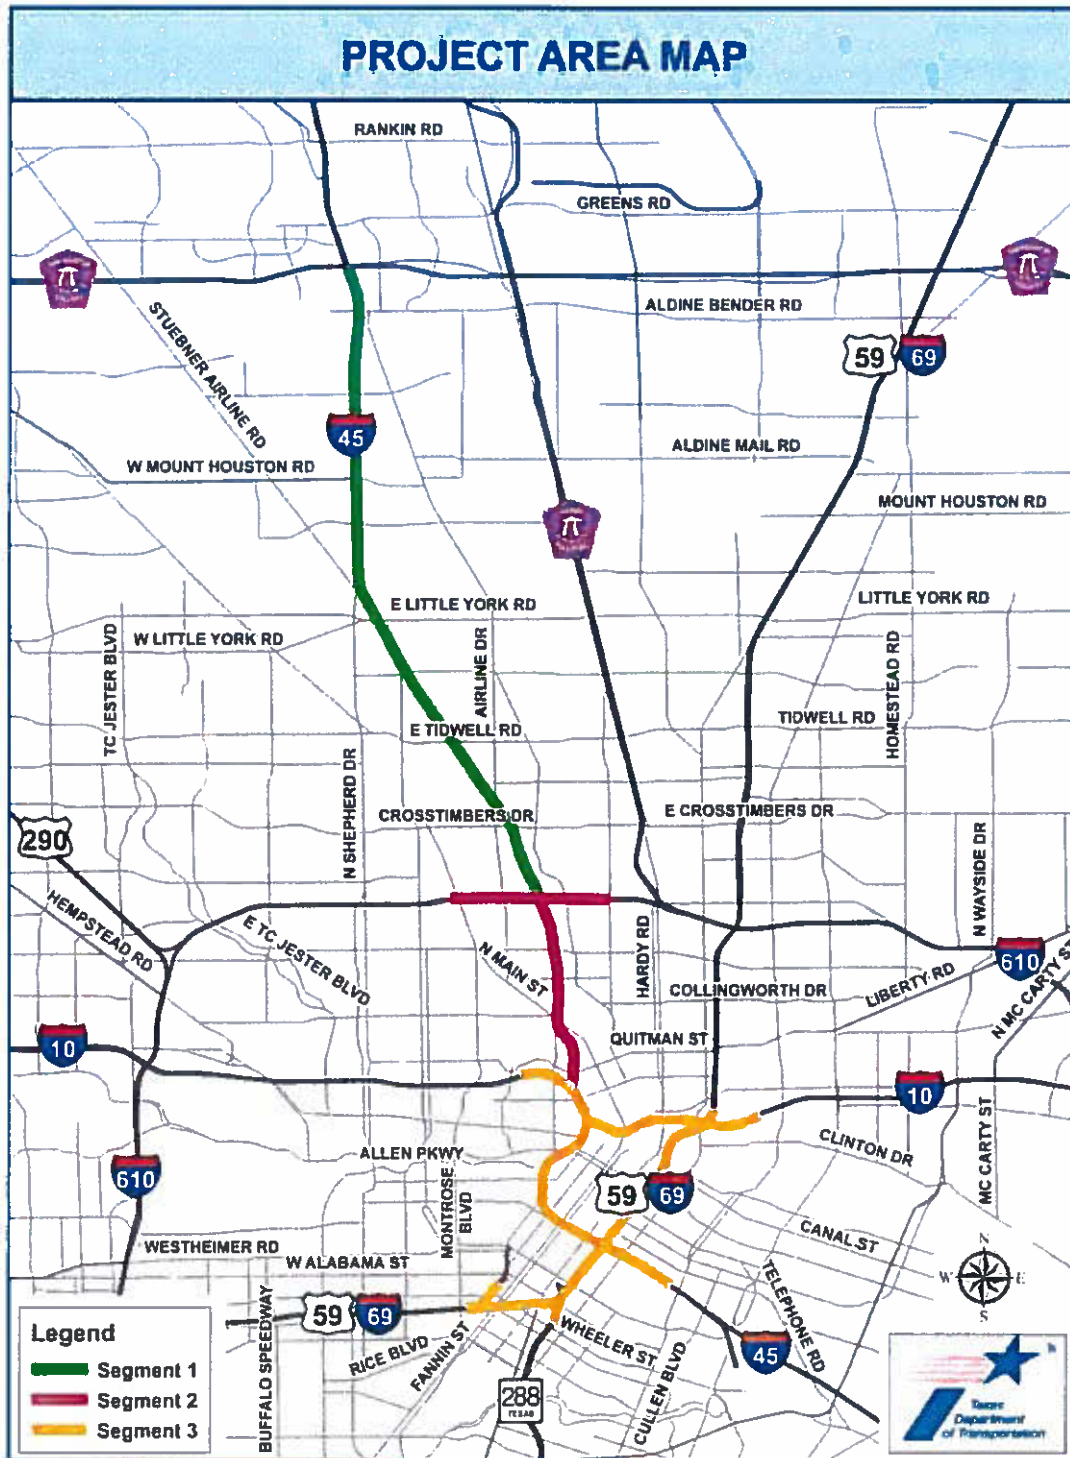 PROJECT AREA MAP
RANKIN RD
GREENS RD
ALDINE BENDER RD
STUEBNER AIRLINE RD
59
69
45
ALDINE MAIL RD
W MOUNT HOUSTON RD
MOUNT HOUSTON RD
E LITTLE YORK RD
LITTLE YORK RD
W LITTLE YORK RD
TC JESTER BLVD
AIRLINE DR
HOMESTEAD RD
TIDWELL RD
E TIDWELL RD
N SHEPHERD DR
CROSSTIMBERS DR
E CROSSTIMBERS DR
290
N WAYSIDE DR
HEMPSTEAD RD
E TC JESTER BLVD
N MAIN ST
HARDY RD
610
COLLINGWORTH DR
LIBERTY RD
N MC CARTY ST
QUITMAN ST
10
10
MC CARTY ST
CLINTON DR
ALLEN PKWY
610
MONTROSE BLVD
59
69
CANAL ST
WESTHEIMER RD
W ALABAMA ST
N
W
E
S
TELEPHONE RD
BUFFALO SPEEDWAY
59
69
RICE BLVD
FANNIN ST
WHEELER ST
CULLEN BLVD
45
288
TEXAS
Legend
Segment 1
Segment 2
Segment 3
Texas
Department
of Transportation